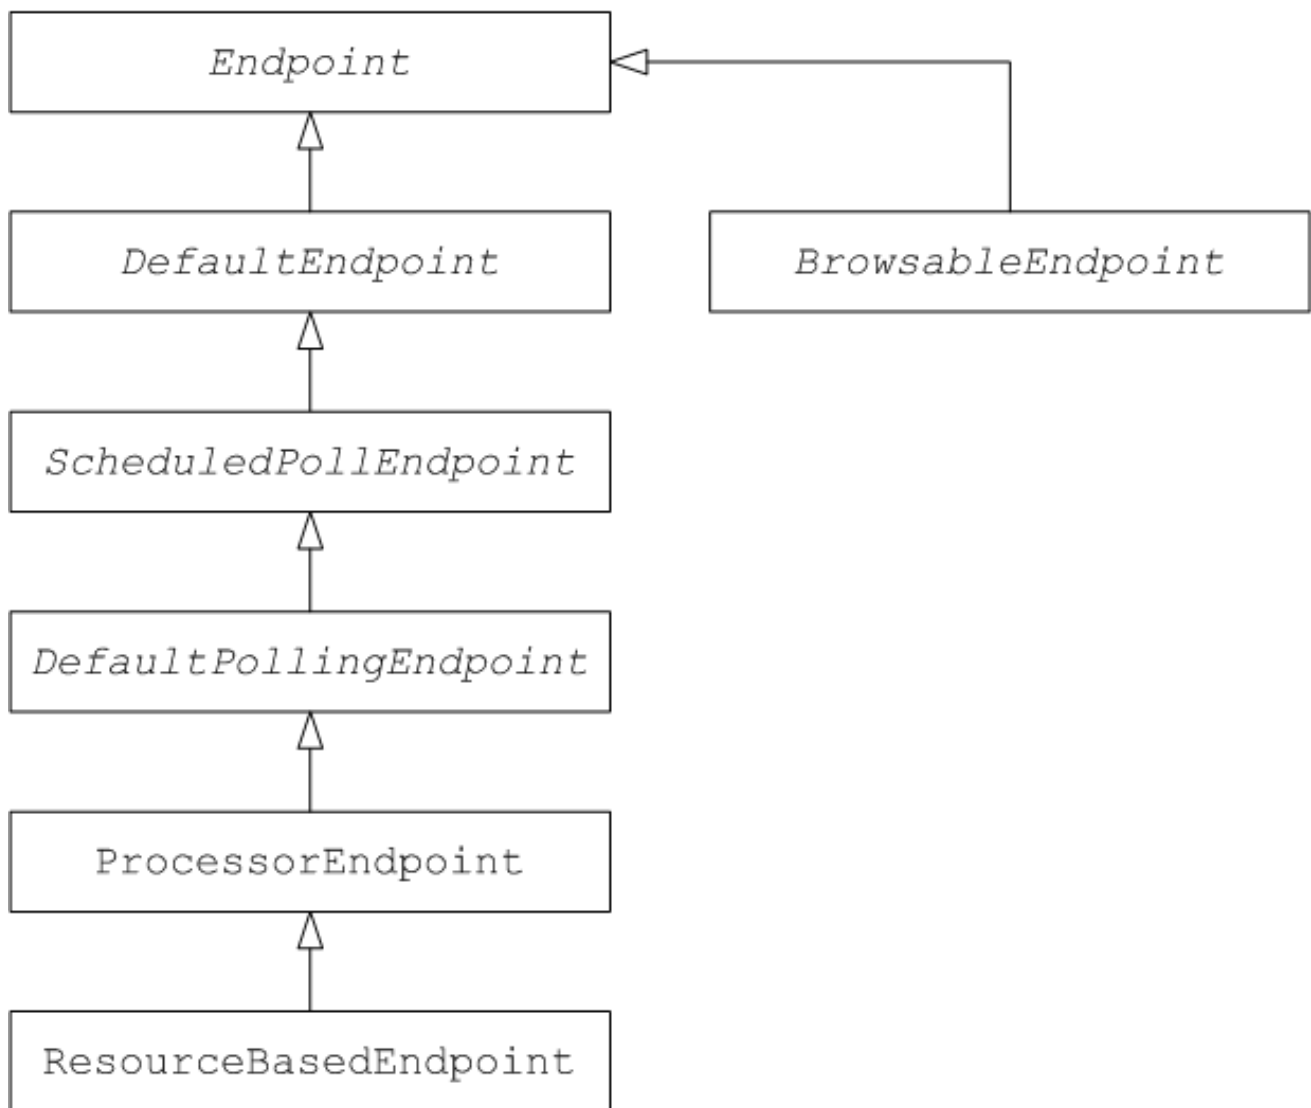 Endpoint
DefaultEndpoint
BrowsableEndpoint
ScheduledPollEndpoint
DefaultPollingEndpoint
ProcessorEndpoint
ResourceBasedEndpoint